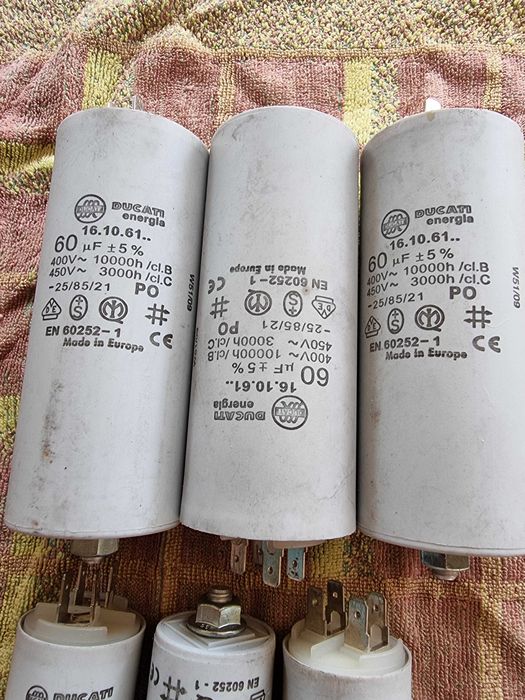 DUCATI
energia
16.10.61..
60 µF ± 5 %
400V~ 10000h /cl.B
450V~ 3000h /cl.C
-25/85/21 PO
EN 60252-1
Made in Europe
W51/09
DUCATI
energia
16.10.61..
60 µF ± 5 %
400V~ 10000h /cl.B
450V~ 3000h /cl.
-25/85/21
PO
EN 60252-1
Made in Europe
DUCATI
energia
16.10.61..
60 µF ± 5 %
400V~ 10000h /cl.B
450V~ 3000h /cl.C
-25/85/21 PO
EN 60252-1
Made in Europe
W51/09
DUCATI
EN 60252-1
DUCATI